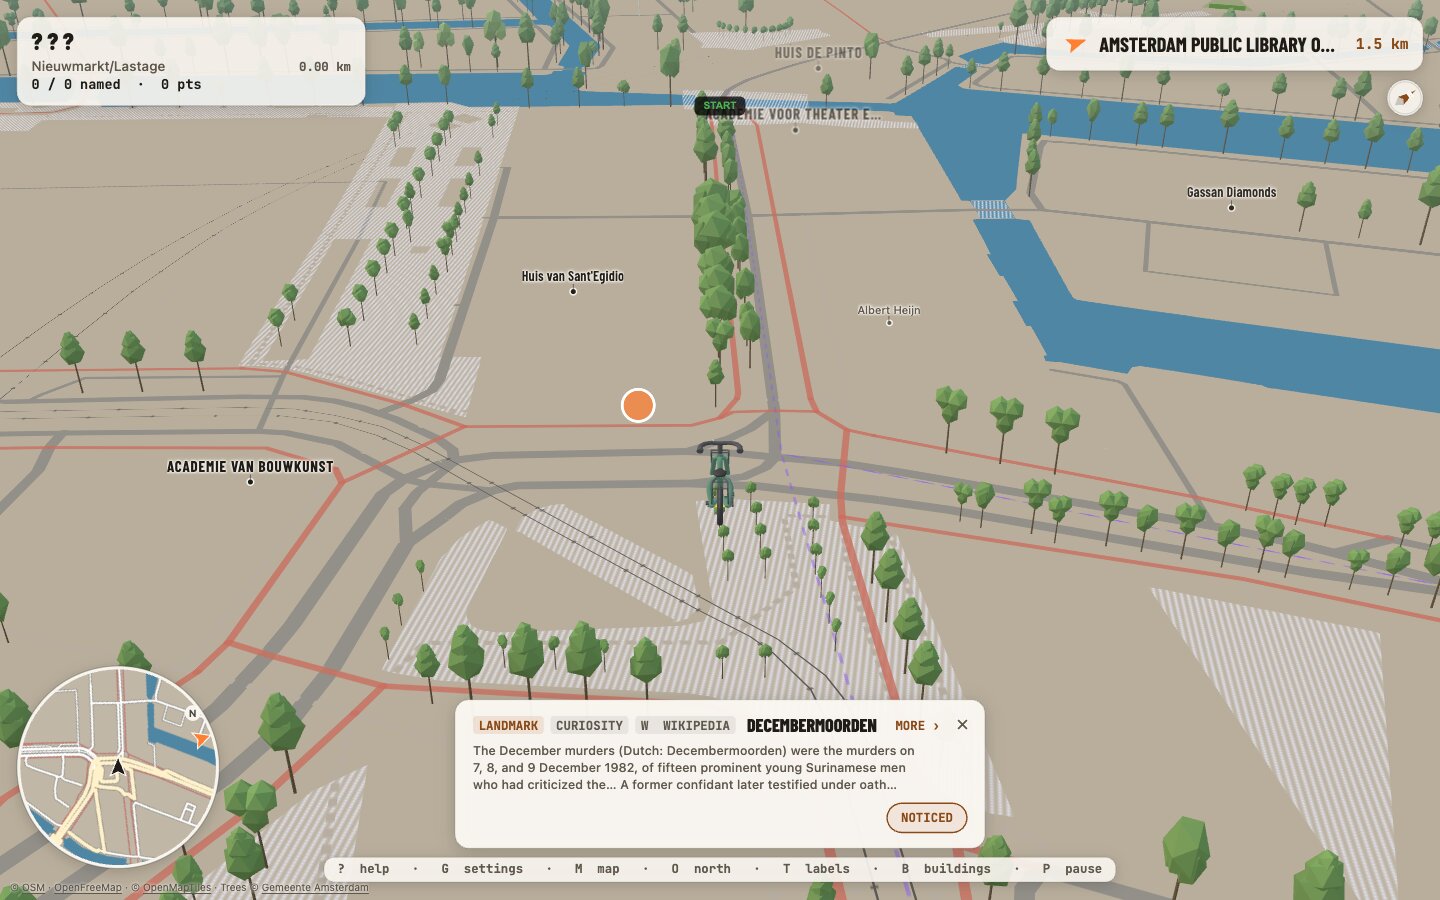 ???
Nieuwmarkt/Lastage 0.00 km
0 / 0 named · 0 pts
AMSTERDAM PUBLIC LIBRARY O... 1.5 km
HUIS DE PINTO
START
ACADEMIE VOOR THEATER E...
Gassan Diamonds
Huis van Sant'Egidio
Albert Heijn
ACADEMIE VAN BOUWKUNST
N
LANDMARK CURIOSITY W WIKIPEDIA DECEMBERMOORDEN MORE › ✕
The December murders (Dutch: Decembermoorden) were the murders on
7, 8, and 9 December 1982, of fifteen prominent young Surinamese men
who had criticized the... A former confidant later testified under oath...
NOTICED
? help · G settings · M map · O north · T labels · B buildings · P pause
© OSM · OpenFreeMap · © OpenMapTiles · Trees © Gemeente Amsterdam